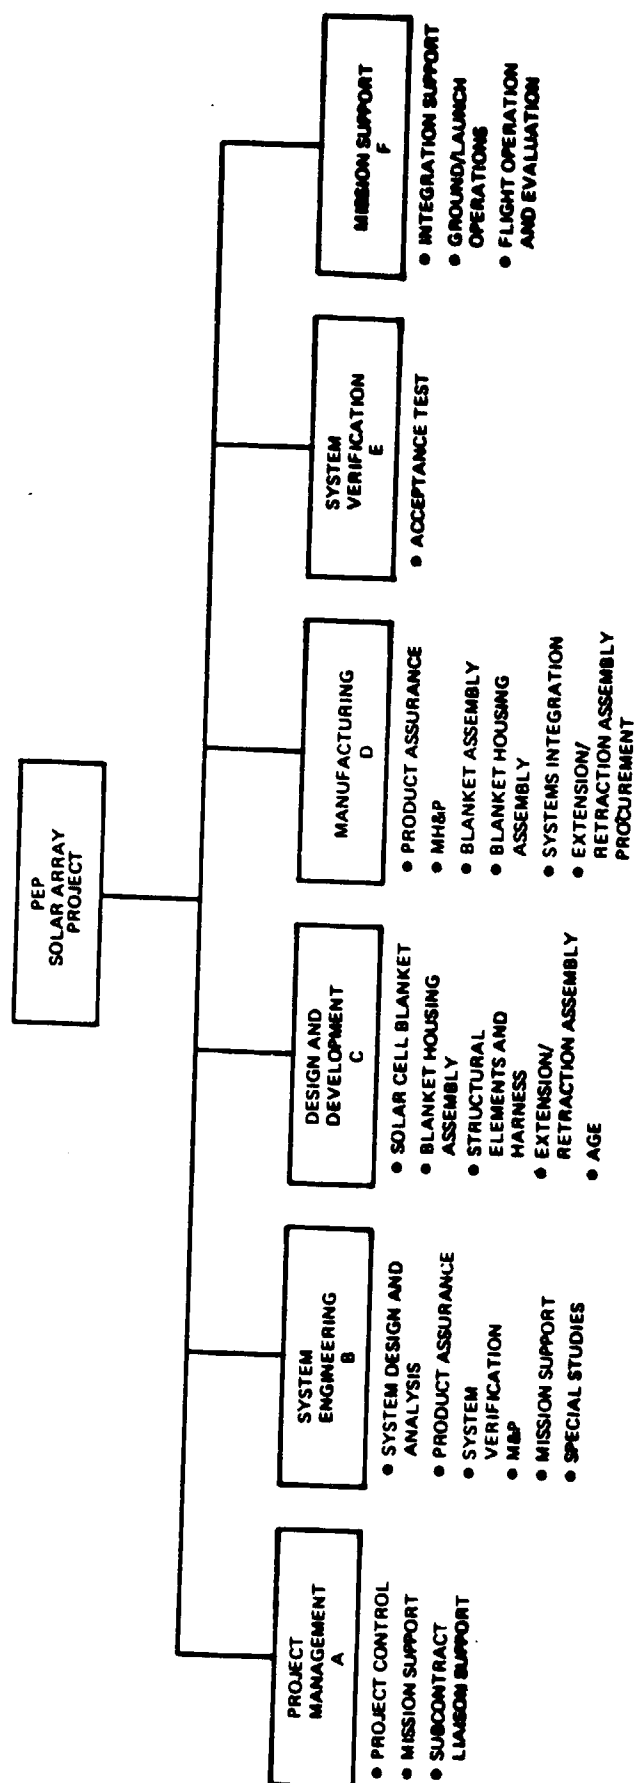 PEP
SOLAR ARRAY
PROJECT
PROJECT
MANAGEMENT
A
● PROJECT CONTROL
● MISSION SUPPORT
● SUBCONTRACT
LIAISON SUPPORT
SYSTEM
ENGINEERING
B
● SYSTEM DESIGN AND
ANALYSIS
● PRODUCT ASSURANCE
● SYSTEM
VERIFICATION
● M&P
● MISSION SUPPORT
● SPECIAL STUDIES
DESIGN AND
DEVELOPMENT
C
● SOLAR CELL BLANKET
● BLANKET HOUSING
ASSEMBLY
● STRUCTURAL
ELEMENTS AND
HARNESS
● EXTENSION/
RETRACTION ASSEMBLY
● AGE
MANUFACTURING
D
● PRODUCT ASSURANCE
● MH&P
● BLANKET ASSEMBLY
● BLANKET HOUSING
ASSEMBLY
● SYSTEMS INTEGRATION
● EXTENSION/
RETRACTION ASSEMBLY
PROCUREMENT
SYSTEM
VERIFICATION
E
● ACCEPTANCE TEST
MISSION SUPPORT
F
● INTEGRATION SUPPORT
● GROUND/LAUNCH
OPERATIONS
● FLIGHT OPERATION
AND EVALUATION